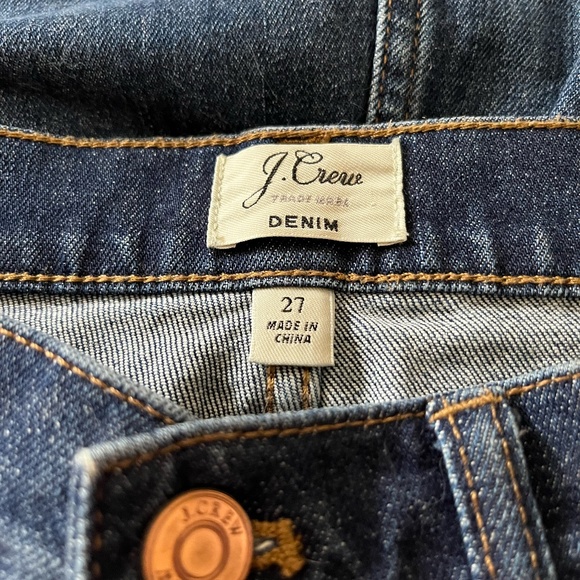 J.Crew
TRADE MARK
DENIM
27
MADE IN
CHINA
J.CREW